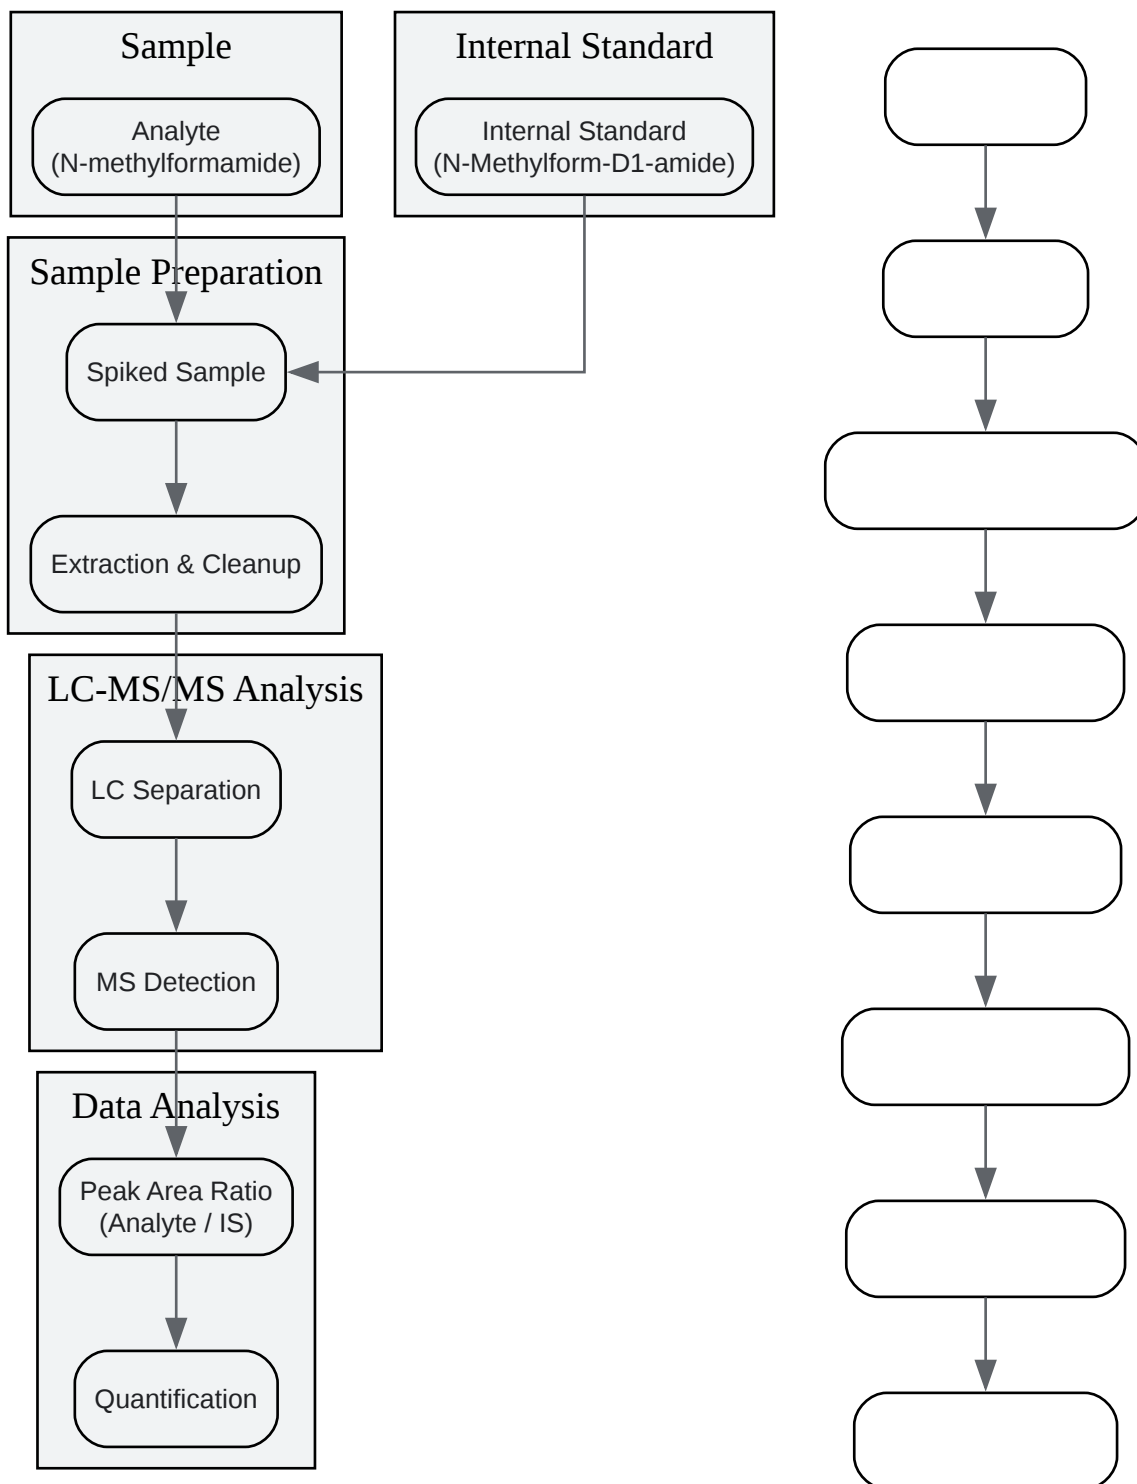 Sample
Analyte
(N-methylformamide)
Internal Standard
Internal Standard
(N-Methylform-D1-amide)
Sample Preparation
Spiked Sample
Extraction & Cleanup
LC-MS/MS Analysis
LC Separation
MS Detection
Data Analysis
Peak Area Ratio
(Analyte / IS)
Quantification